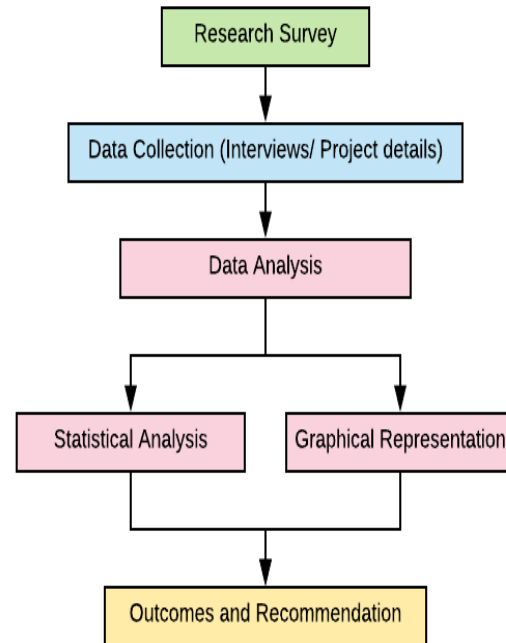 Research Survey
Data Collection (Interviews/ Project details)
Data Analysis
Statistical Analysis
Graphical Representation
Outcomes and Recommendation